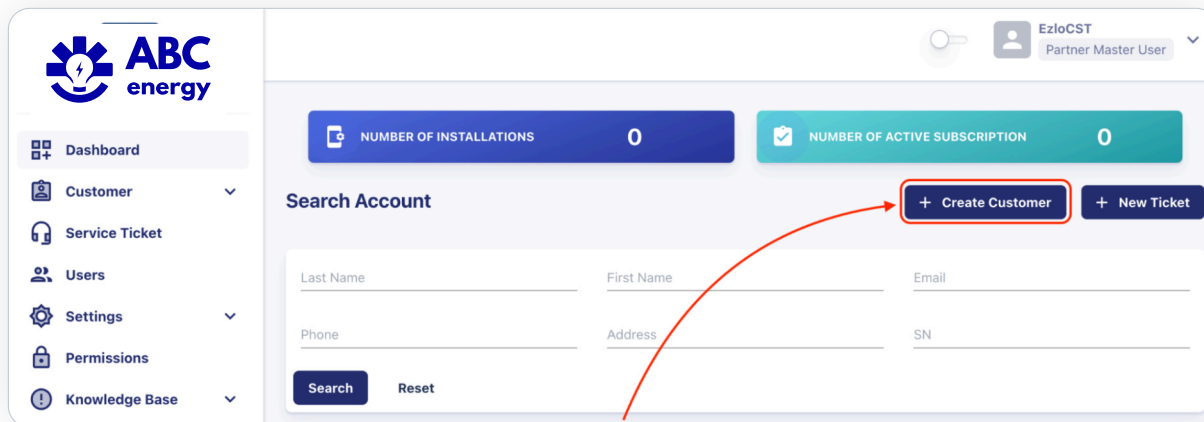 ABC
energy
EzloCST
Partner Master User
NUMBER OF INSTALLATIONS 0
NUMBER OF ACTIVE SUBSCRIPTION 0
Dashboard
Customer
Service Ticket
Users
Settings
Permissions
Knowledge Base
Search Account
+ Create Customer
+ New Ticket
Last Name
First Name
Email
Phone
Address
SN
Search
Reset